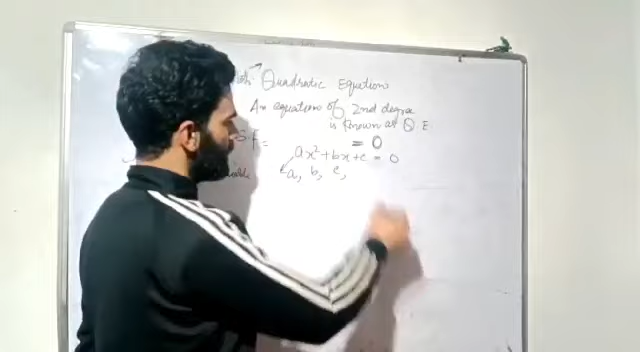 Quadratic Equations
An equation of 2nd degree
is known as Q.E
= 0
ax²+bx+c = 0
a, b, c,